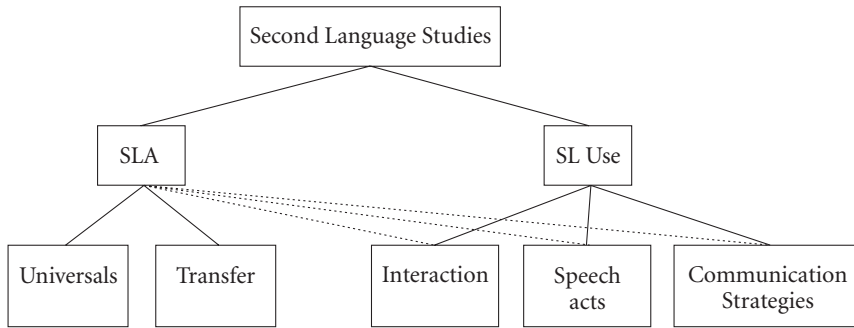 Second Language Studies
SLA
SL Use
Universals
Transfer
Interaction
Speech
acts
Communication
Strategies